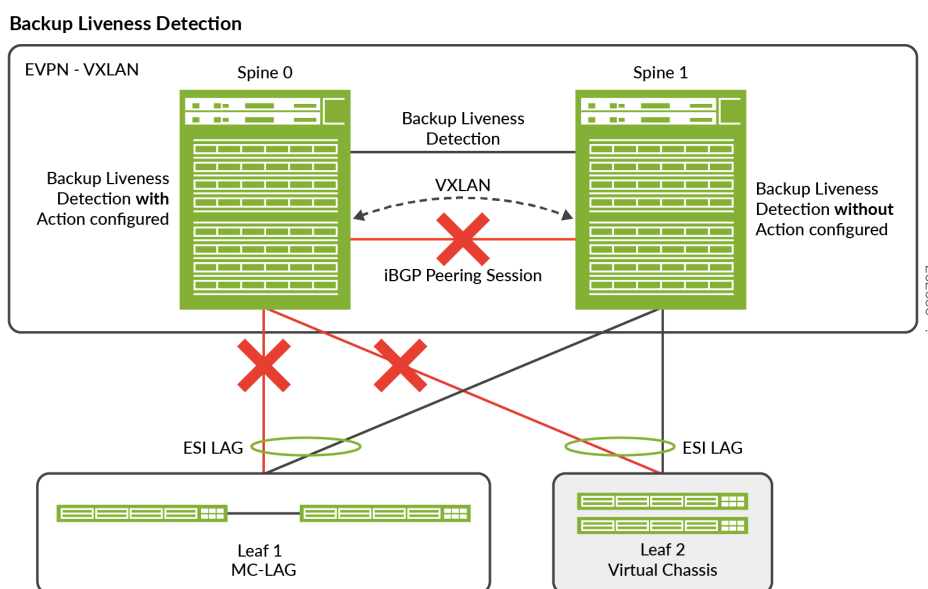 Backup Liveness Detection
EVPN - VXLAN
Spine 0
Spine 1
Backup Liveness
Detection
Backup Liveness
Detection with
Action configured
VXLAN
Backup Liveness
Detection without
Action configured
iBGP Peering Session
ESI LAG
ESI LAG
Leaf 1
MC-LAG
Leaf 2
Virtual Chassis